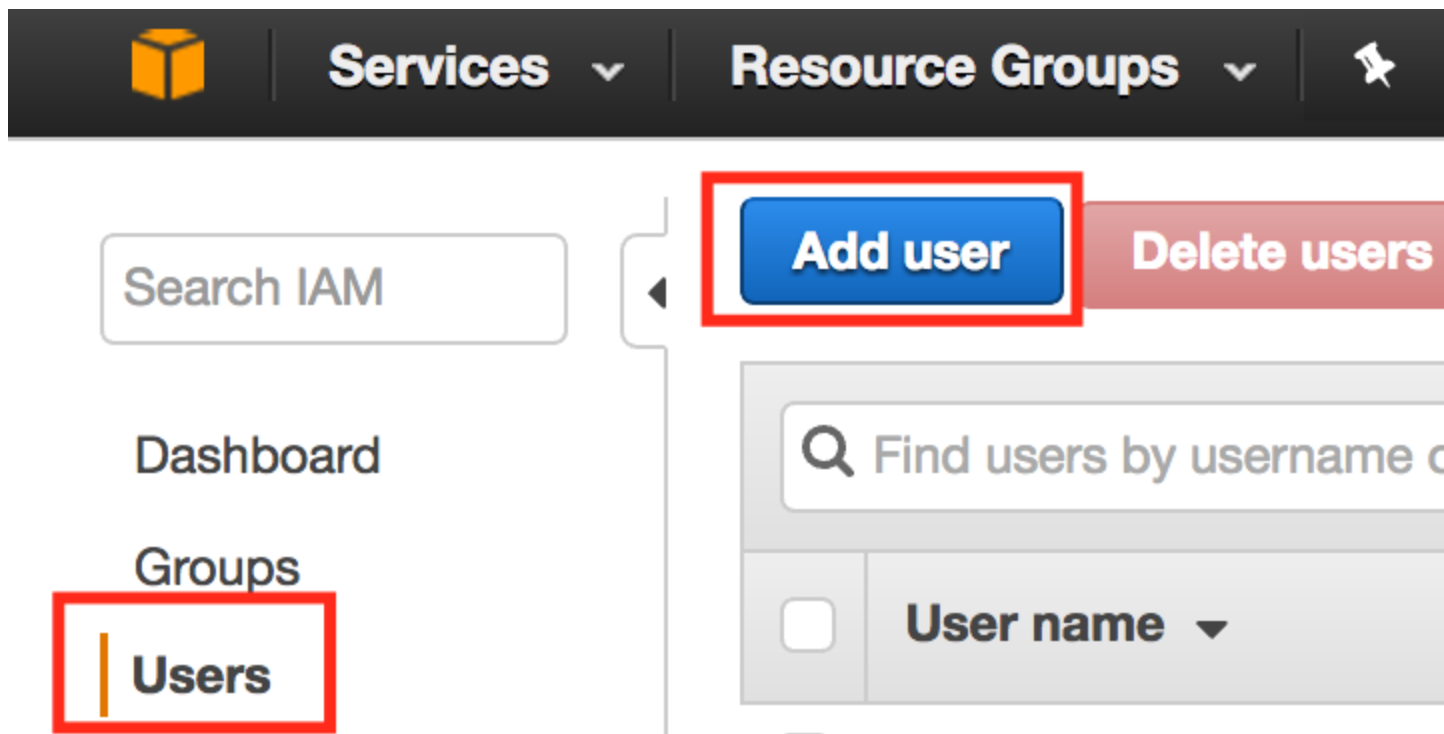 Services Resource Groups
Search IAM
Dashboard
Groups
Users
Add user Delete users
Find users by username
User name